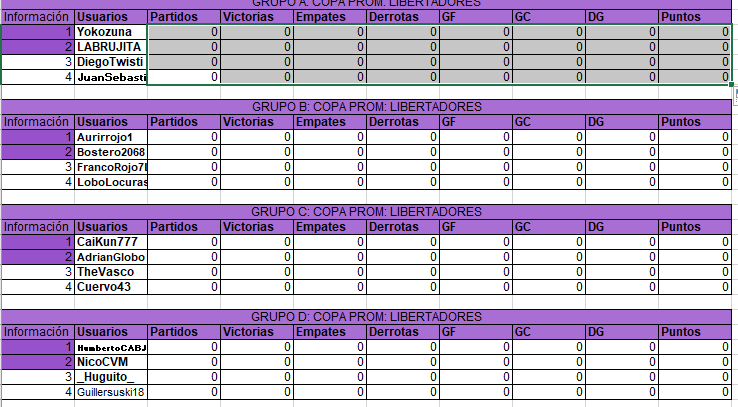 GRUPO A: COPA PROM: LIBERTADORES
Información Usuarios Partidos Victorias Empates Derrotas GF GC DG Puntos
1 Yokozuna 0 0 0 0 0 0 0 0
2 LABRUJITA 0 0 0 0 0 0 0 0
3 DiegoTwisti 0 0 0 0 0 0 0 0
4 JuanSebasti 0 0 0 0 0 0 0 0
GRUPO B: COPA PROM: LIBERTADORES
Información Usuarios Partidos Victorias Empates Derrotas GF GC DG Puntos
1 Aurirrojo1 0 0 0 0 0 0 0 0
2 Bostero2068 0 0 0 0 0 0 0 0
3 FrancoRojo7 0 0 0 0 0 0 0 0
4 LoboLocuras 0 0 0 0 0 0 0 0
GRUPO C: COPA PROM: LIBERTADORES
Información Usuarios Partidos Victorias Empates Derrotas GF GC DG Puntos
1 CaiKun777 0 0 0 0 0 0 0 0
2 AdrianGlobo 0 0 0 0 0 0 0 0
3 TheVasco 0 0 0 0 0 0 0 0
4 Cuervo43 0 0 0 0 0 0 0 0
GRUPO D: COPA PROM: LIBERTADORES
Información Usuarios Partidos Victorias Empates Derrotas GF GC DG Puntos
1 HumbertoCABJ 0 0 0 0 0 0 0 0
2 NicoCVM 0 0 0 0 0 0 0 0
3 _Huguito_ 0 0 0 0 0 0 0 0
4 Guillersuski18 0 0 0 0 0 0 0 0